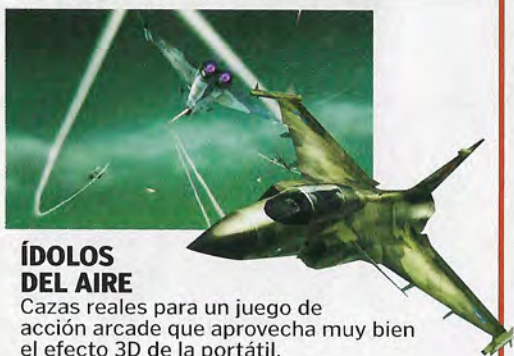 ÍDOLOS
DEL AIRE
Cazas reales para un juego de
acción arcade que aprovecha muy bien
el efecto 3D de la portátil.